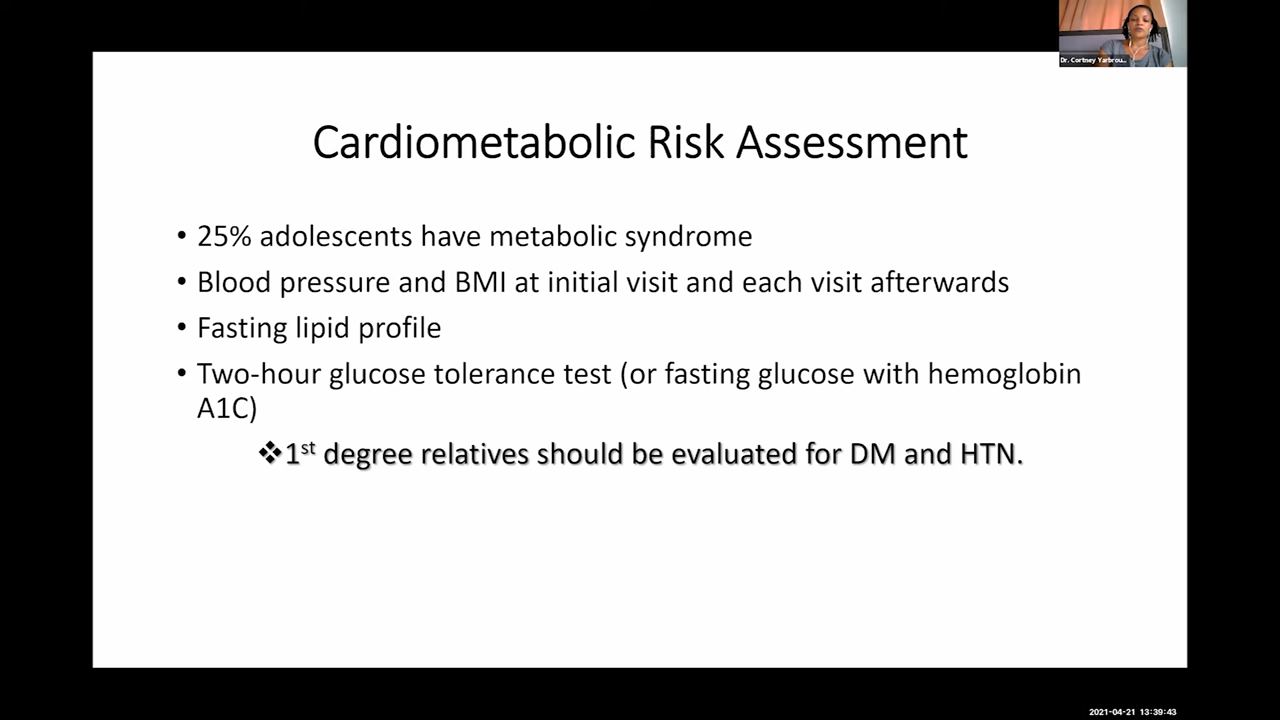 Dr. Cortney Yarbrou...
Cardiometabolic Risk Assessment
• 25% adolescents have metabolic syndrome
• Blood pressure and BMI at initial visit and each visit afterwards
• Fasting lipid profile
• Two-hour glucose tolerance test (or fasting glucose with hemoglobin
A1C)
❖1st degree relatives should be evaluated for DM and HTN.
2021-04-21 13:39:43